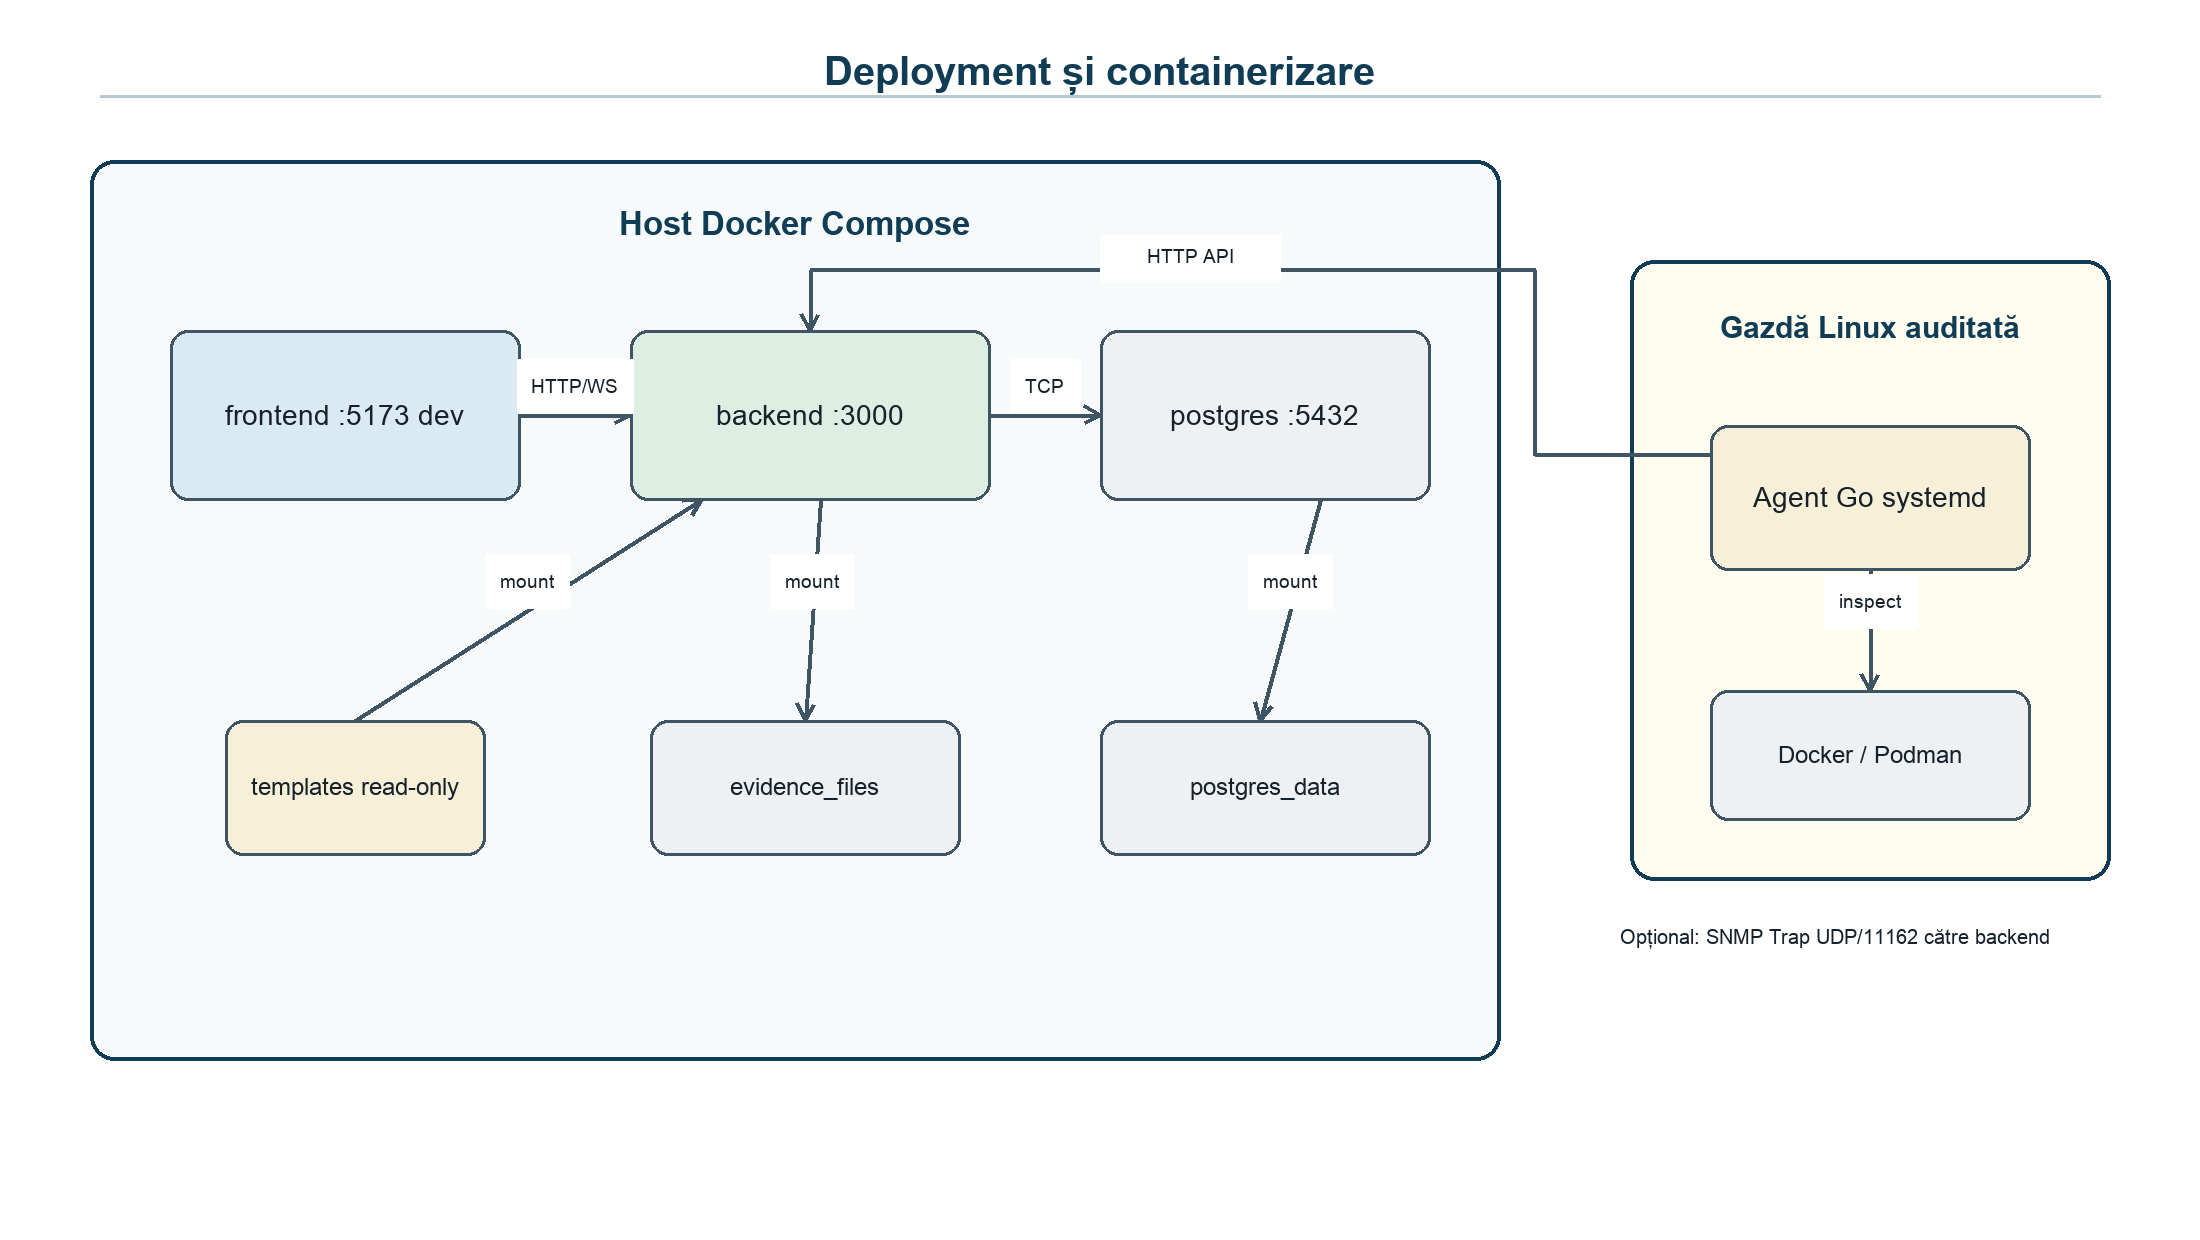 Deployment și containerizare
Host Docker Compose
HTTP API
Gazdă Linux auditată
frontend :5173 dev
HTTP/WS
backend :3000
TCP
postgres :5432
Agent Go systemd
mount
mount
mount
inspect
templates read-only
evidence_files
postgres_data
Docker / Podman
Opțional: SNMP Trap UDP/11162 către backend